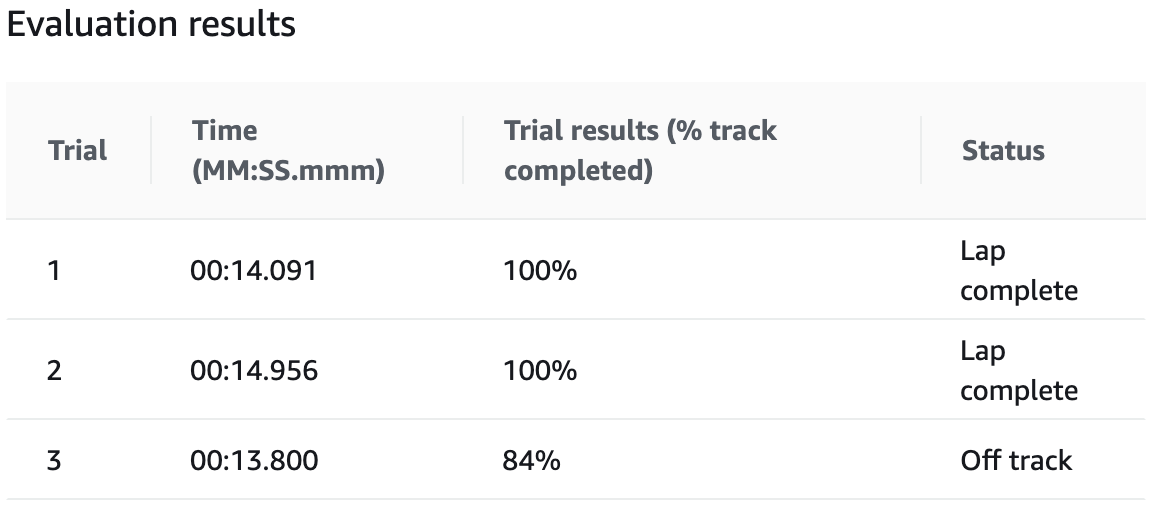 Evaluation results
Trial
Time
(MM:SS.mmm)
Trial results (% track
completed)
Status
1 00:14.091 100% Lap
complete
2 00:14.956 100% Lap
complete
3 00:13.800 84% Off track